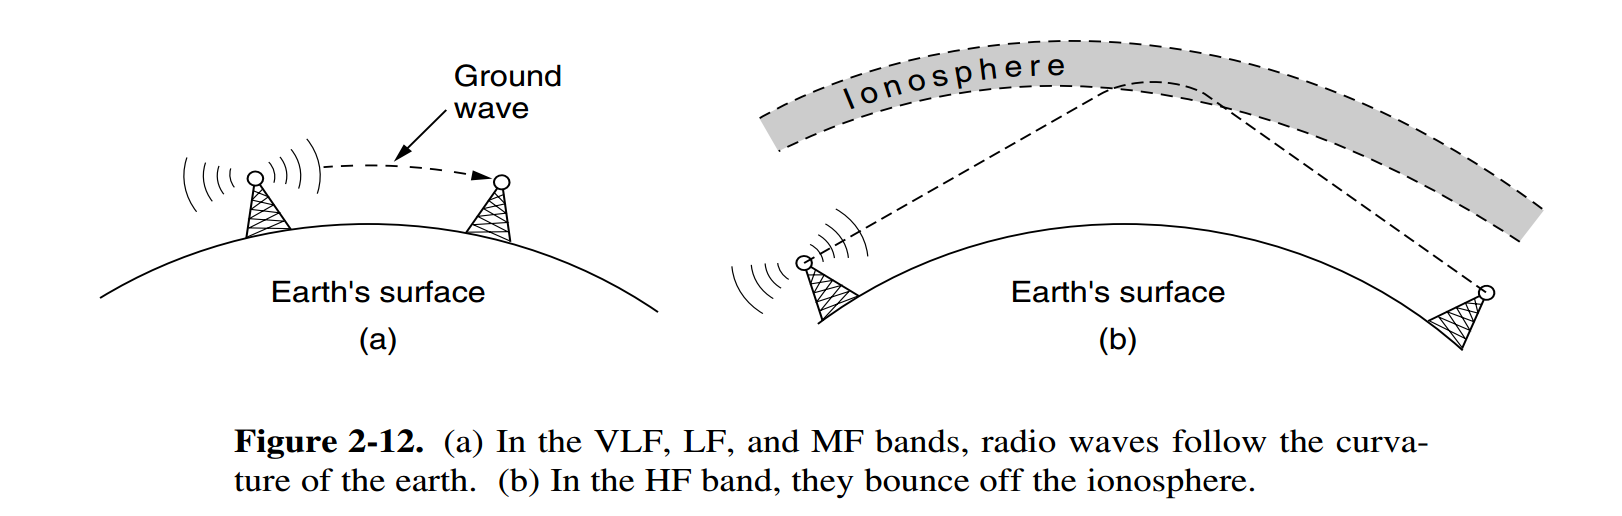 Ground
wave
Earth's surface
(a)
Ionosphere
Earth's surface
(b)
Figure 2-12. (a) In the VLF, LF, and MF bands, radio waves follow the curva-
ture of the earth. (b) In the HF band, they bounce off the ionosphere.